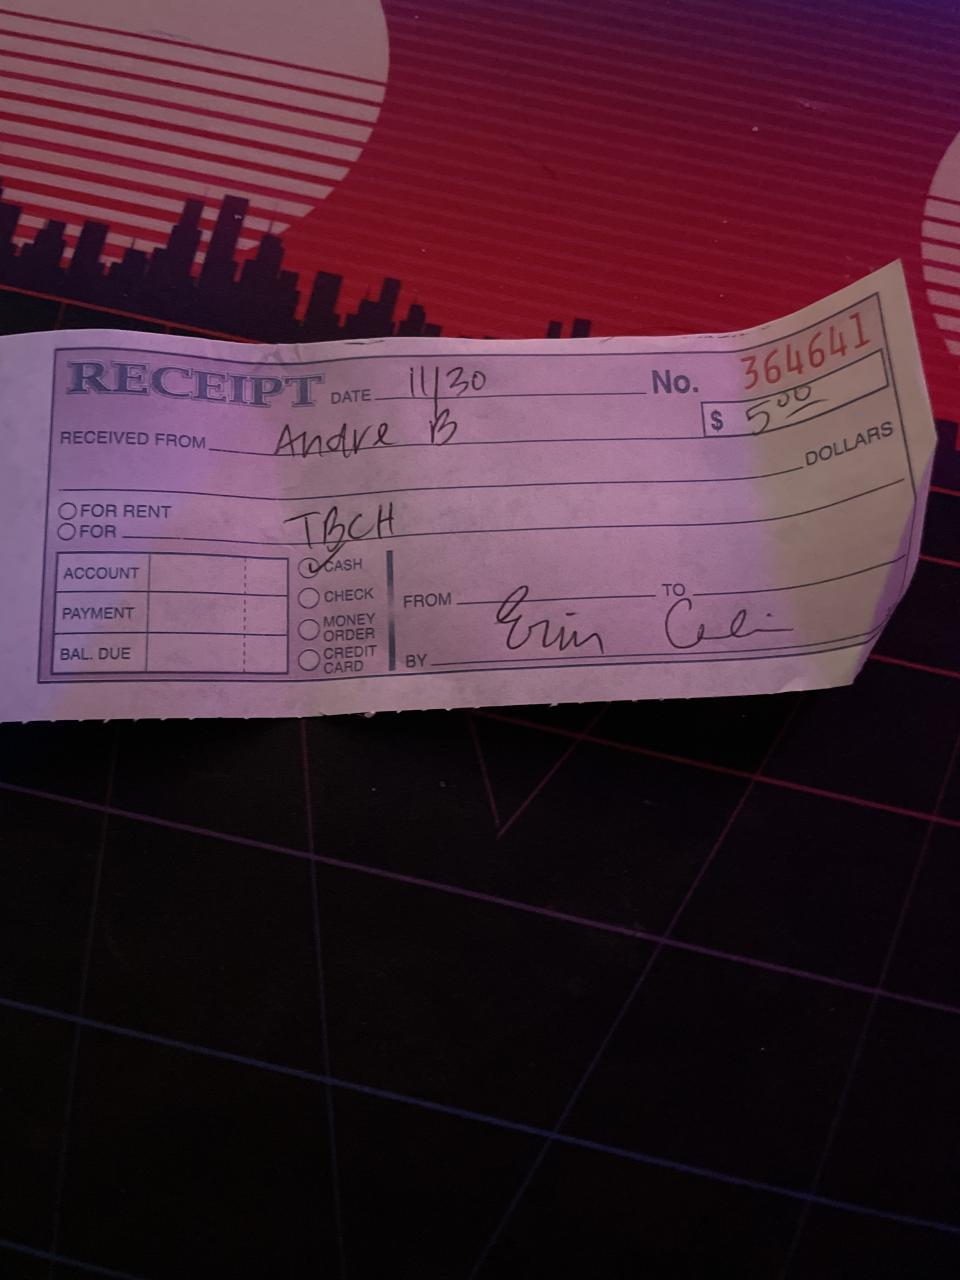 RECEIPT DATE 11/30 No. 364641
RECEIVED FROM Andre B $ 5 00
DOLLARS
FOR RENT
FOR TBCH
ACCOUNT
PAYMENT
BAL. DUE
CASH
CHECK
MONEY ORDER
CREDIT CARD
FROM TO
BY Erin